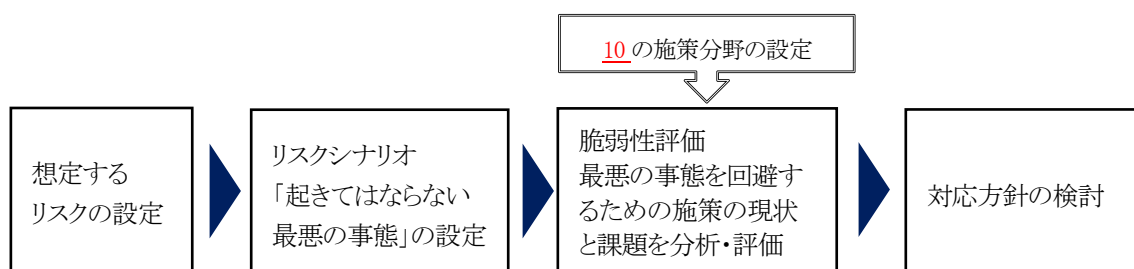 10の施策分野の設定
想定する
リスクの設定
リスクシナリオ
「起きてはならない
最悪の事態」の設定
脆弱性評価
最悪の事態を回避す
るための施策の現状
と課題を分析・評価
対応方針の検討